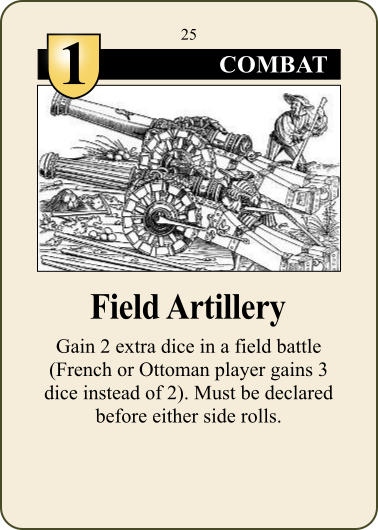 25
1
COMBAT
Field Artillery
Gain 2 extra dice in a field battle
(French or Ottoman player gains 3
dice instead of 2). Must be declared
before either side rolls.